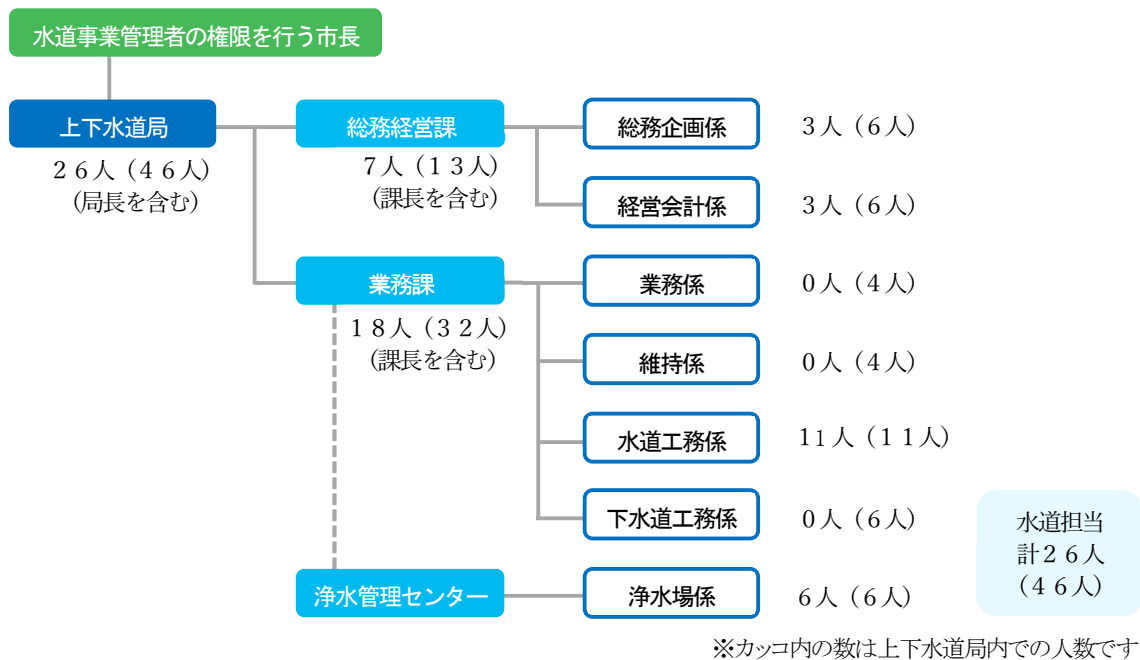 水道事業管理者の権限を行う市長
上下水道局
２６人（４６人）
（局長を含む）
総務経営課
７人（１３人）
（課長を含む）
総務企画係
３人（６人）
経営会計係
３人（６人）
業務課
１８人（３２人）
（課長を含む）
業務係
０人（４人）
維持係
０人（４人）
水道工務係
11人（１１人）
下水道工務係
０人（６人）
浄水管理センター
浄水場係
６人（６人）
水道担当
計２６人
（４６人）
※カッコ内の数は上下水道局内での人数です